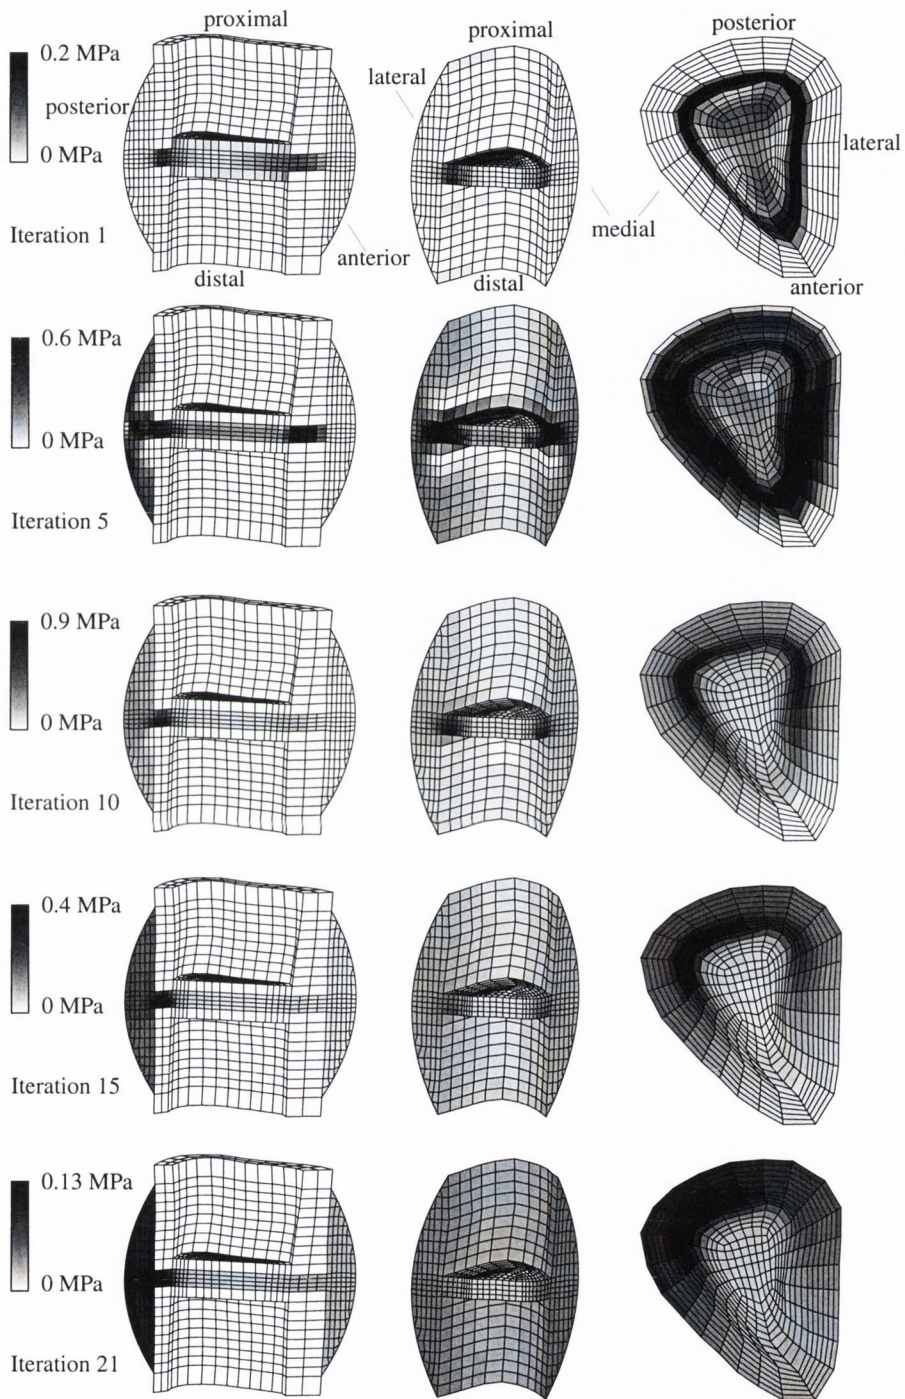 proximal
proximal
posterior
0.2 MPa
lateral
posterior
lateral
0 MPa
medial
Iteration 1
anterior
distal
distal
anterior
0.6 MPa
0 MPa
Iteration 5
0.9 MPa
0 MPa
Iteration 10
0.4 MPa
0 MPa
Iteration 15
0.13 MPa
0 MPa
Iteration 21